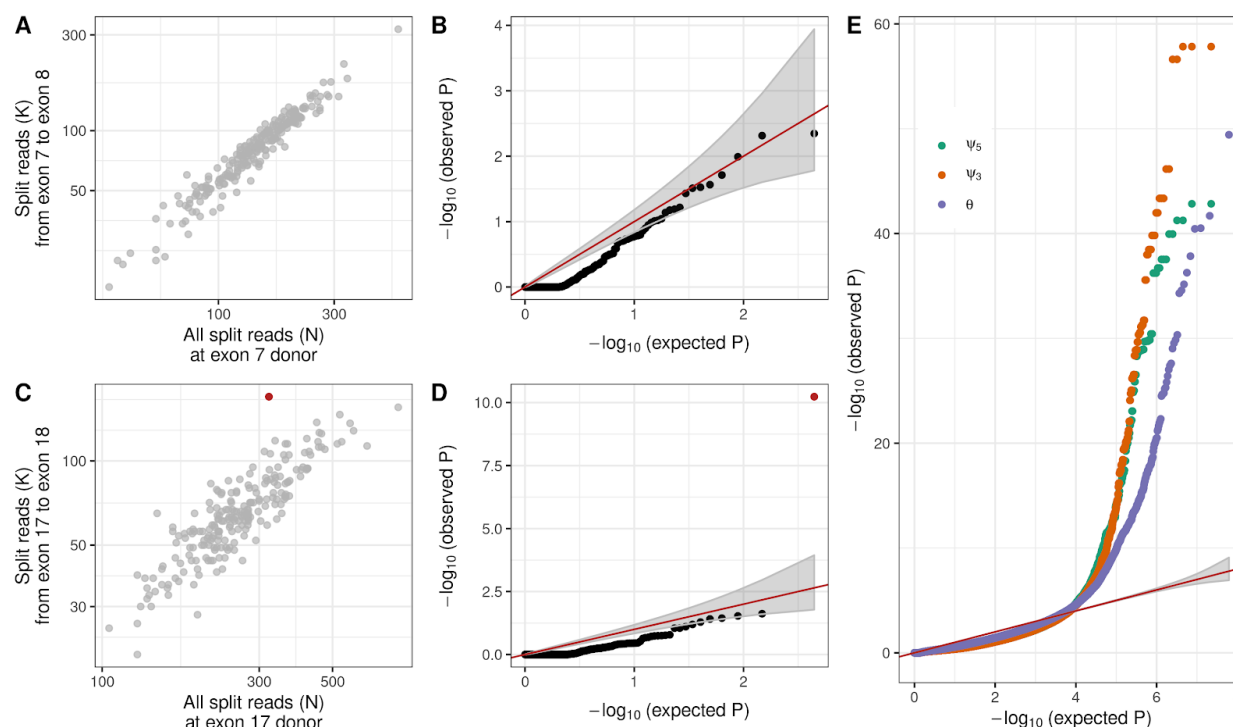 A
300
100
50
Split reads (K)
from exon 7 to exon 8
100
300
All split reads (N)
at exon 7 donor
B
4
3
2
1
0
−log₁₀ (observed P)
0
1
2
−log₁₀ (expected P)
C
100
50
30
Split reads (K)
from exon 17 to exon 18
100
300
500
All split reads (N)
at exon 17 donor
D
10.0
7.5
5.0
2.5
0.0
−log₁₀ (observed P)
0
1
2
−log₁₀ (expected P)
E
60
40
20
0
−log₁₀ (observed P)
ψ₅
ψ₃
θ
0
2
4
6
−log₁₀ (expected P)